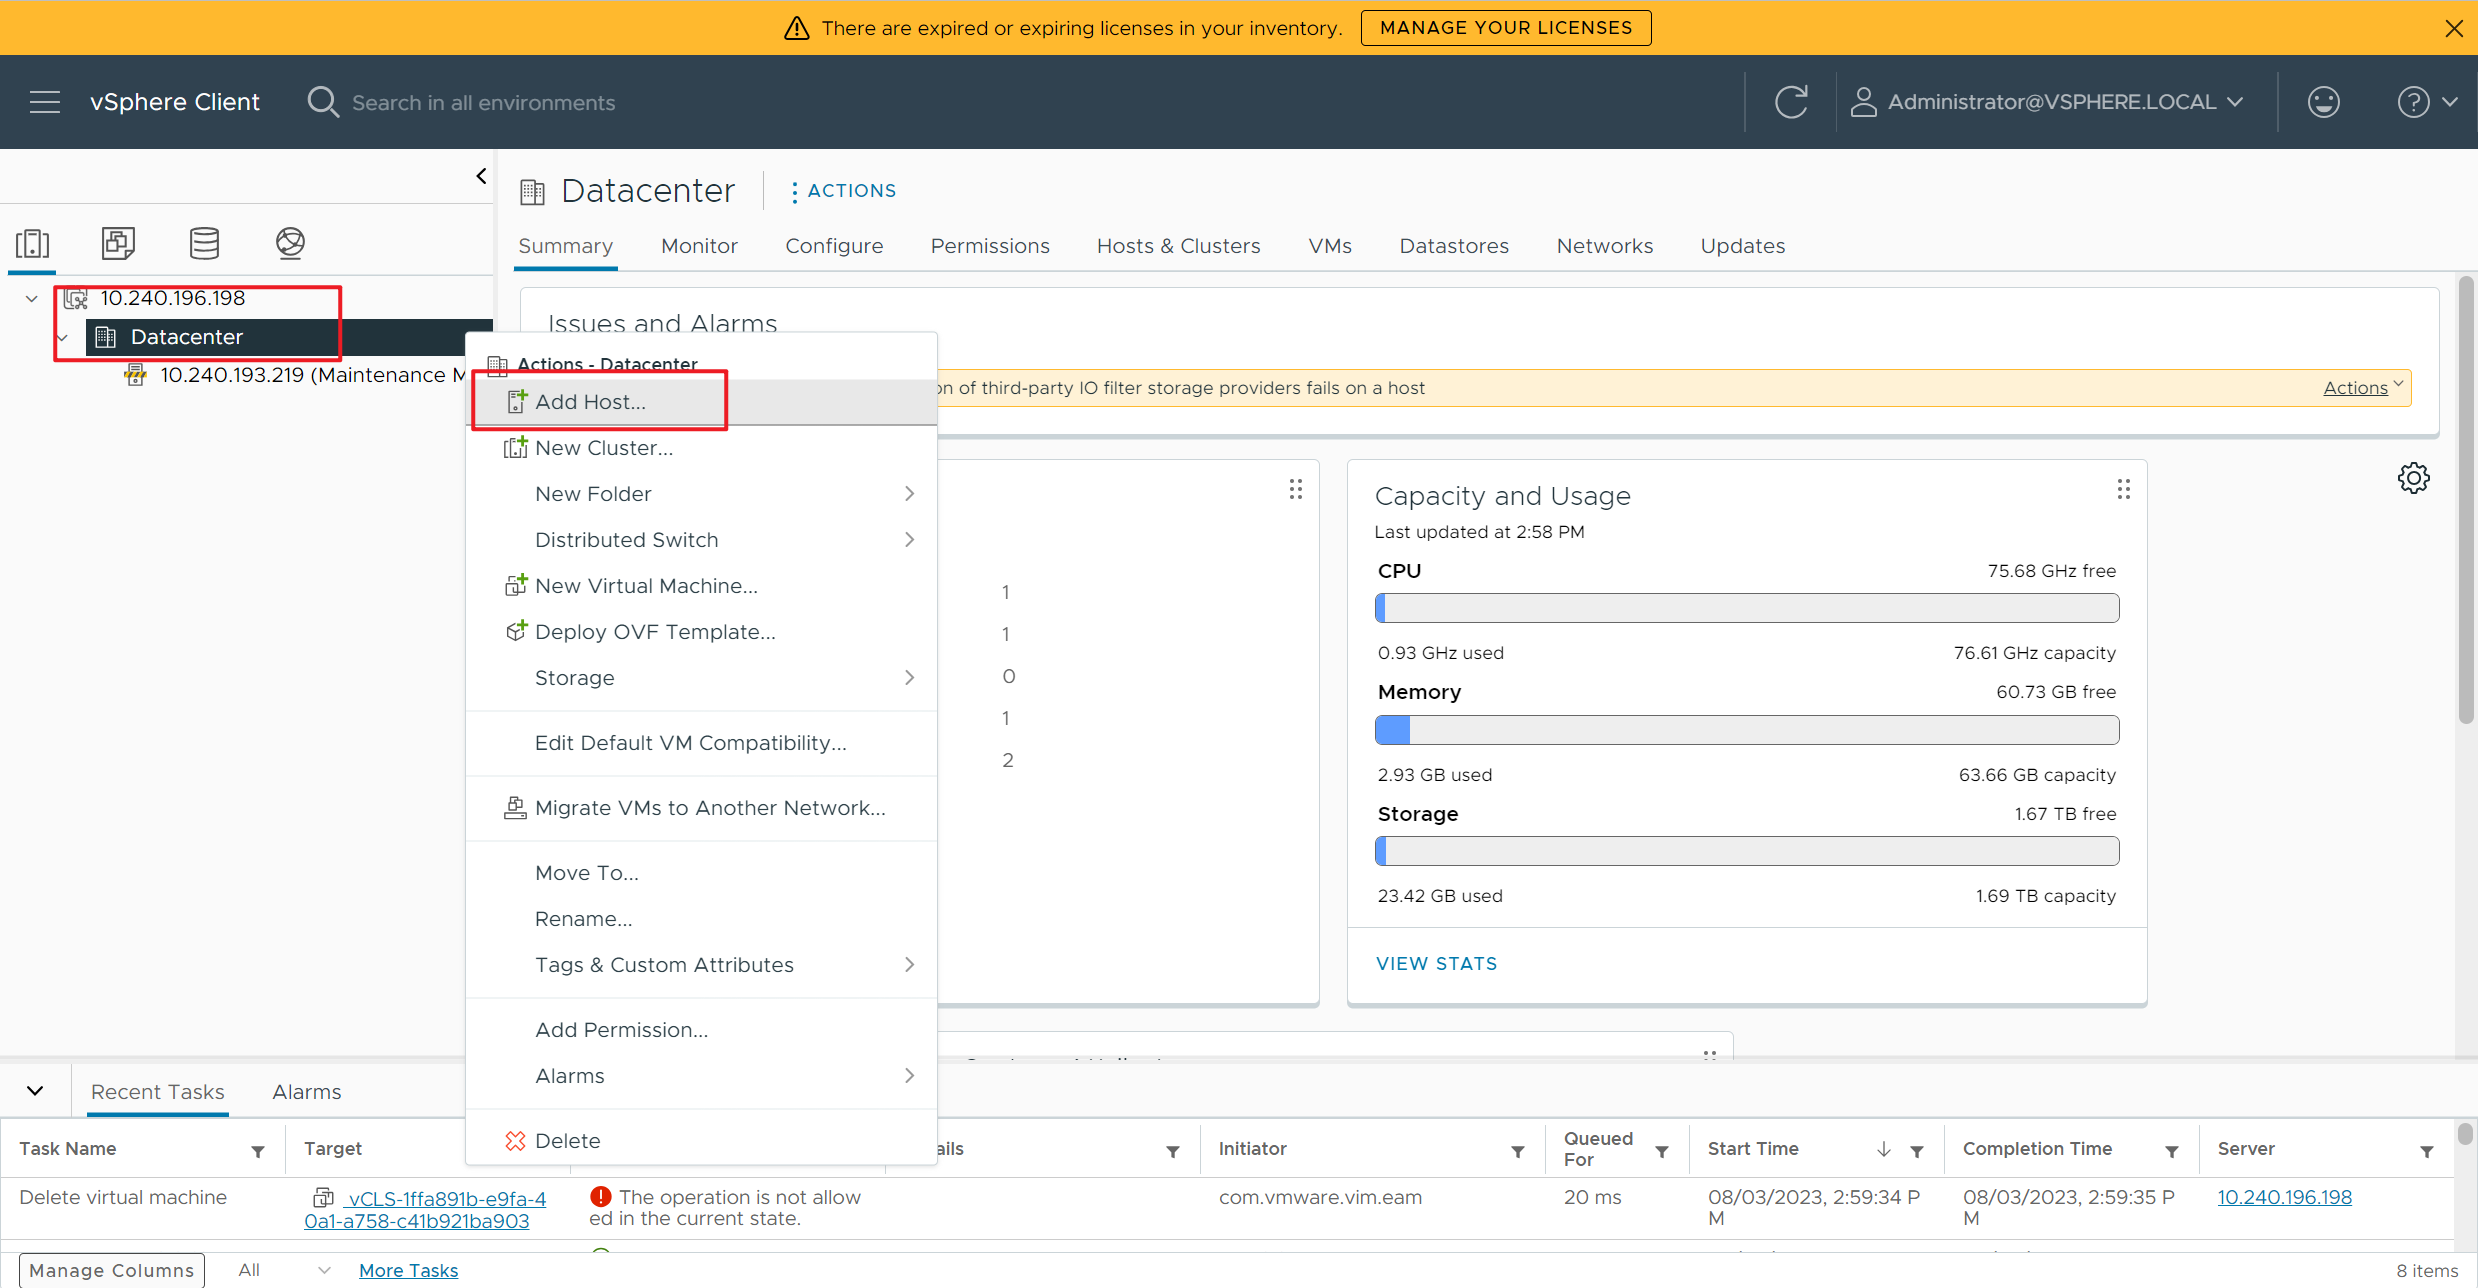 There are expired or expiring licenses in your inventory. MANAGE YOUR LICENSES
vSphere Client Search in all environments Administrator@VSPHERE.LOCAL
Datacenter ACTIONS
Summary Monitor Configure Permissions Hosts & Clusters VMs Datastores Networks Updates
10.240.196.198
Datacenter
10.240.193.219 (Maintenance M
Issues and Alarms
on of third-party IO filter storage providers fails on a host Actions
Actions - Datacenter
Add Host...
New Cluster...
New Folder
Distributed Switch
New Virtual Machine...
Deploy OVF Template...
Storage
Edit Default VM Compatibility...
Migrate VMs to Another Network...
Move To...
Rename...
Tags & Custom Attributes
Add Permission...
Alarms
Delete
1
1
0
1
2
Capacity and Usage
Last updated at 2:58 PM
CPU 75.68 GHz free
0.93 GHz used 76.61 GHz capacity
Memory 60.73 GB free
2.93 GB used 63.66 GB capacity
Storage 1.67 TB free
23.42 GB used 1.69 TB capacity
VIEW STATS
Recent Tasks Alarms
Task Name Target ails Initiator Queued For Start Time Completion Time Server
Delete virtual machine vCLS-1ffa891b-e9fa-4 The operation is not allow com.vmware.vim.eam 20 ms 08/03/2023, 2:59:34 P 08/03/2023, 2:59:35 P 10.240.196.198
0a1-a758-c41b921ba903 ed in the current state. M M
Manage Columns All More Tasks 8 items